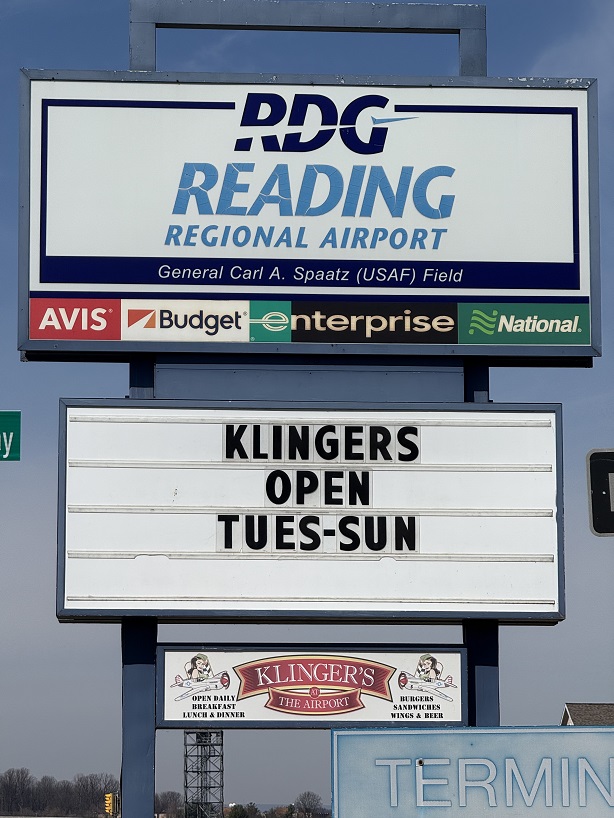 RDG
READING
REGIONAL AIRPORT
General Carl A. Spaatz (USAF) Field
AVIS Budget enterprise National
KLINGERS
OPEN
TUES-SUN
KLINGER'S
AT
THE AIRPORT
OPEN DAILY
BREAKFAST
LUNCH & DINNER
BURGERS
SANDWICHES
WINGS & BEER
TERMIN